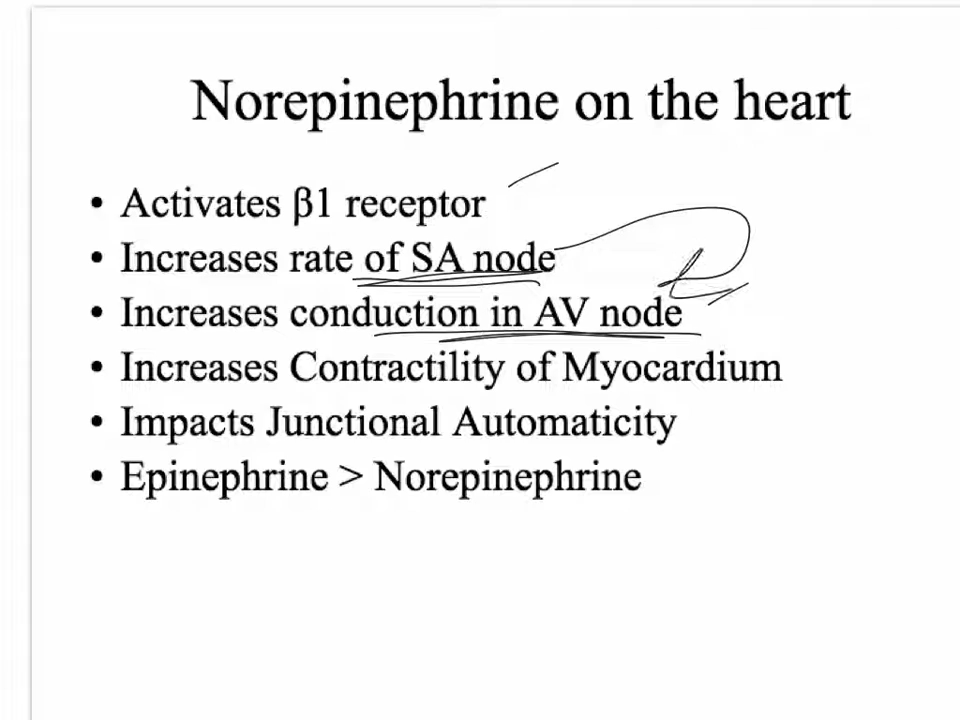 Norepinephrine on the heart
• Activates β1 receptor
• Increases rate of SA node
• Increases conduction in AV node
• Increases Contractility of Myocardium
• Impacts Junctional Automaticity
• Epinephrine > Norepinephrine